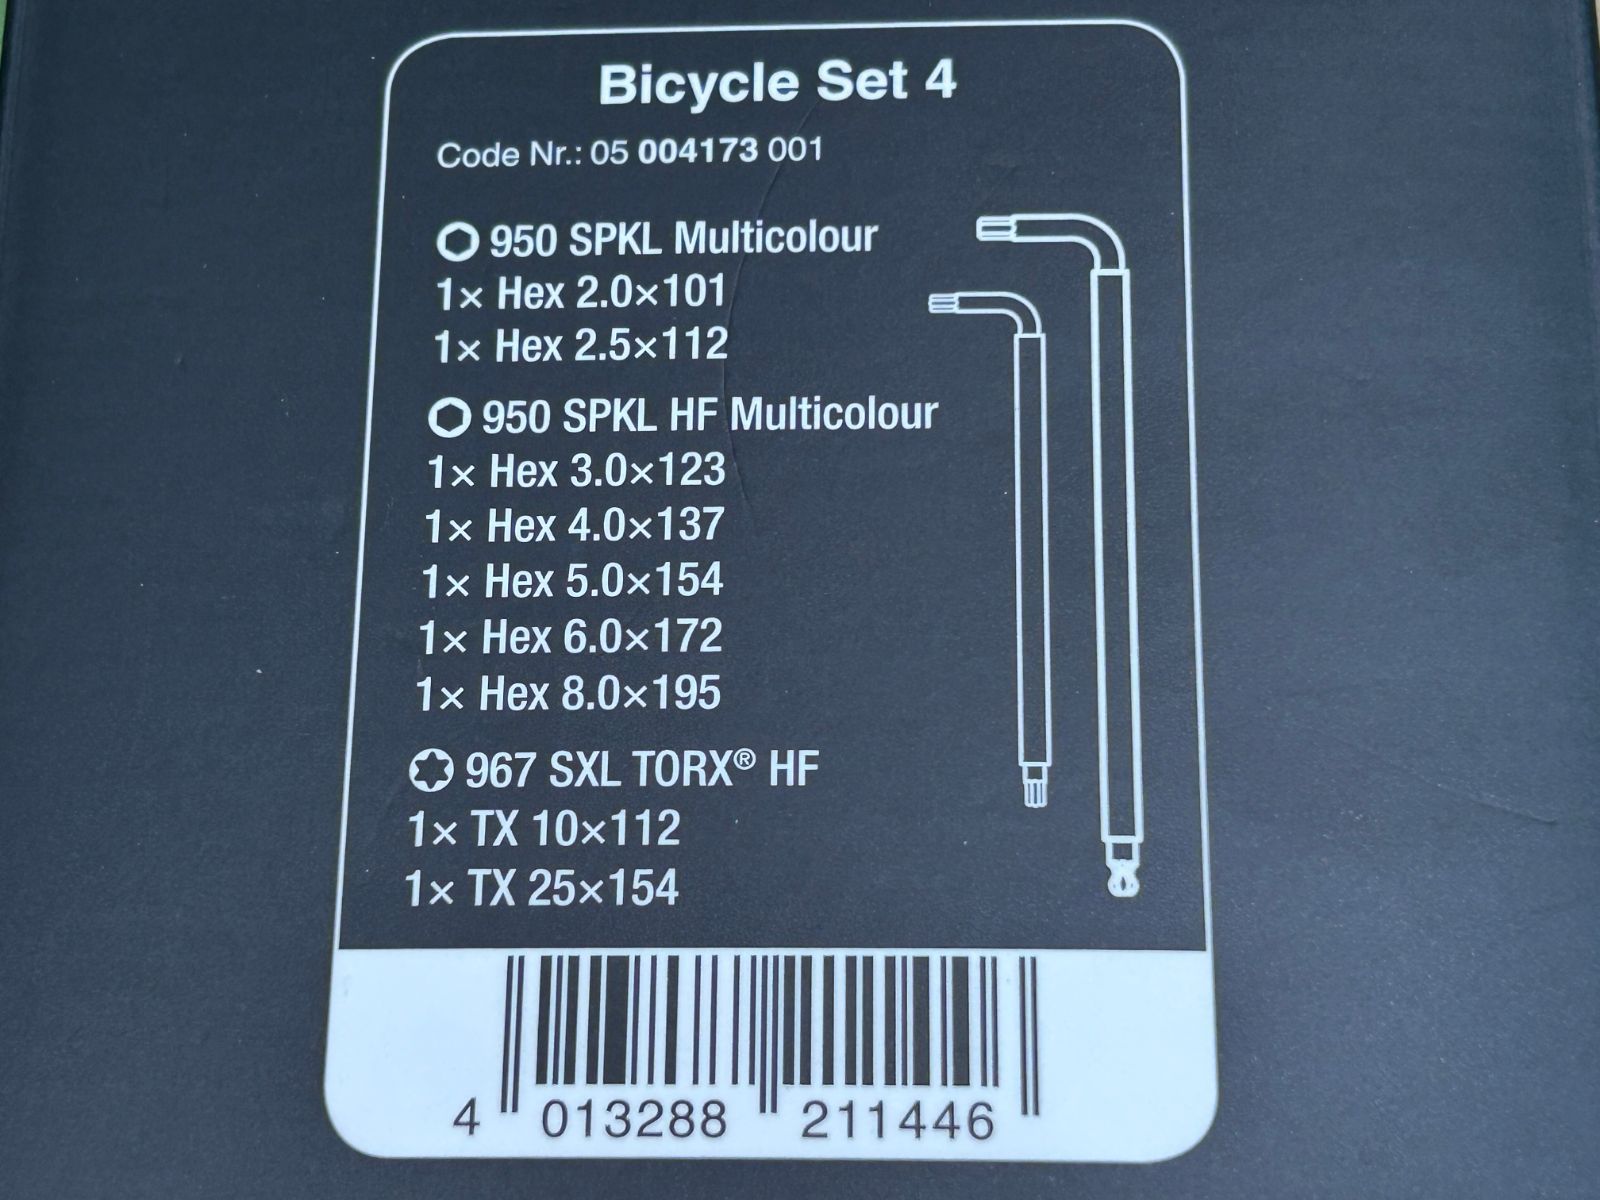 Bicycle Set 4
Code Nr.: 05 004173 001
950 SPKL Multicolour
1× Hex 2.0×101
1× Hex 2.5×112
950 SPKL HF Multicolour
1× Hex 3.0×123
1× Hex 4.0×137
1× Hex 5.0×154
1× Hex 6.0×172
1× Hex 8.0×195
967 SXL TORX® HF
1× TX 10×112
1× TX 25×154
4 013288 211446